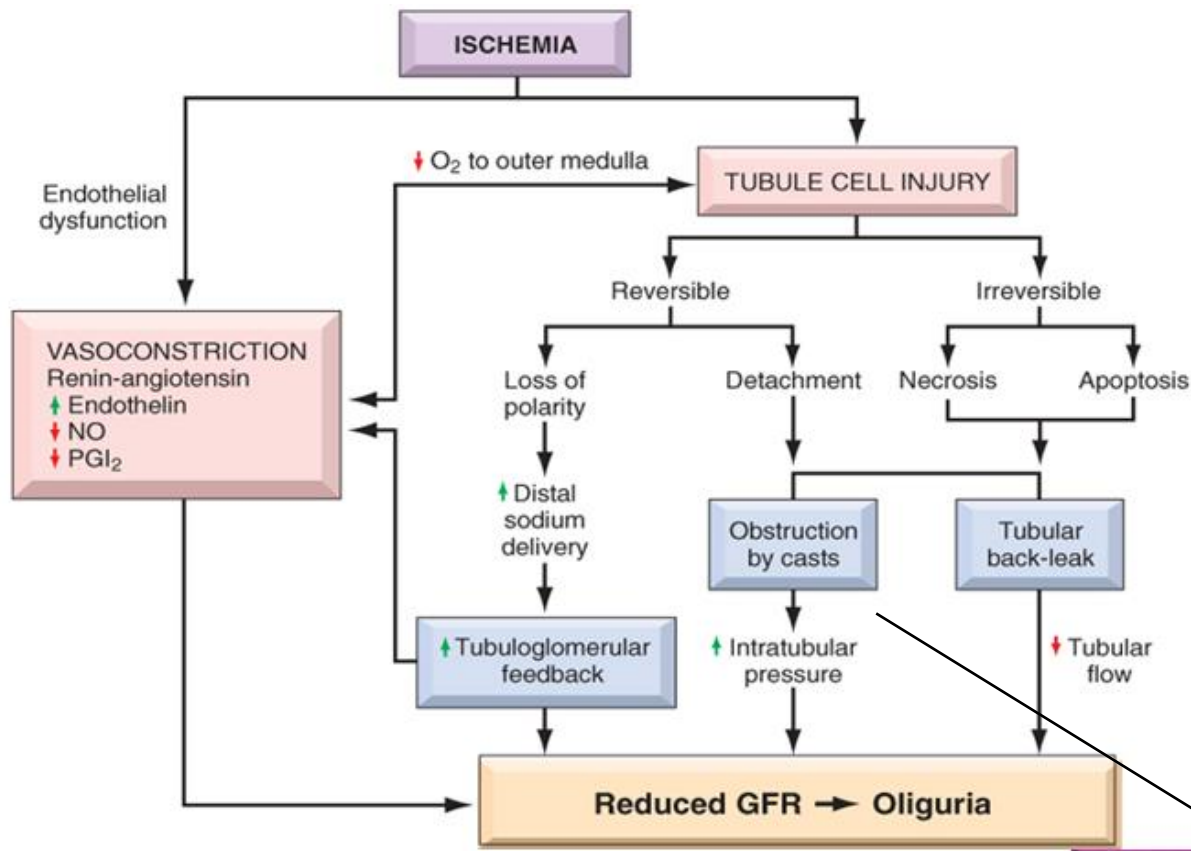 ISCHEMIA
↓ O₂ to outer medulla
TUBULE CELL INJURY
Endothelial
dysfunction
Reversible
Irreversible
VASOCONSTRICTION
Renin-angiotensin
↑ Endothelin
↓ NO
↓ PGI₂
Loss of
polarity
Detachment
Necrosis
Apoptosis
↑ Distal
sodium
delivery
Obstruction
by casts
Tubular
back-leak
↑ Tubuloglomerular
feedback
↑ Intratubular
pressure
↓ Tubular
flow
Reduced GFR → Oliguria